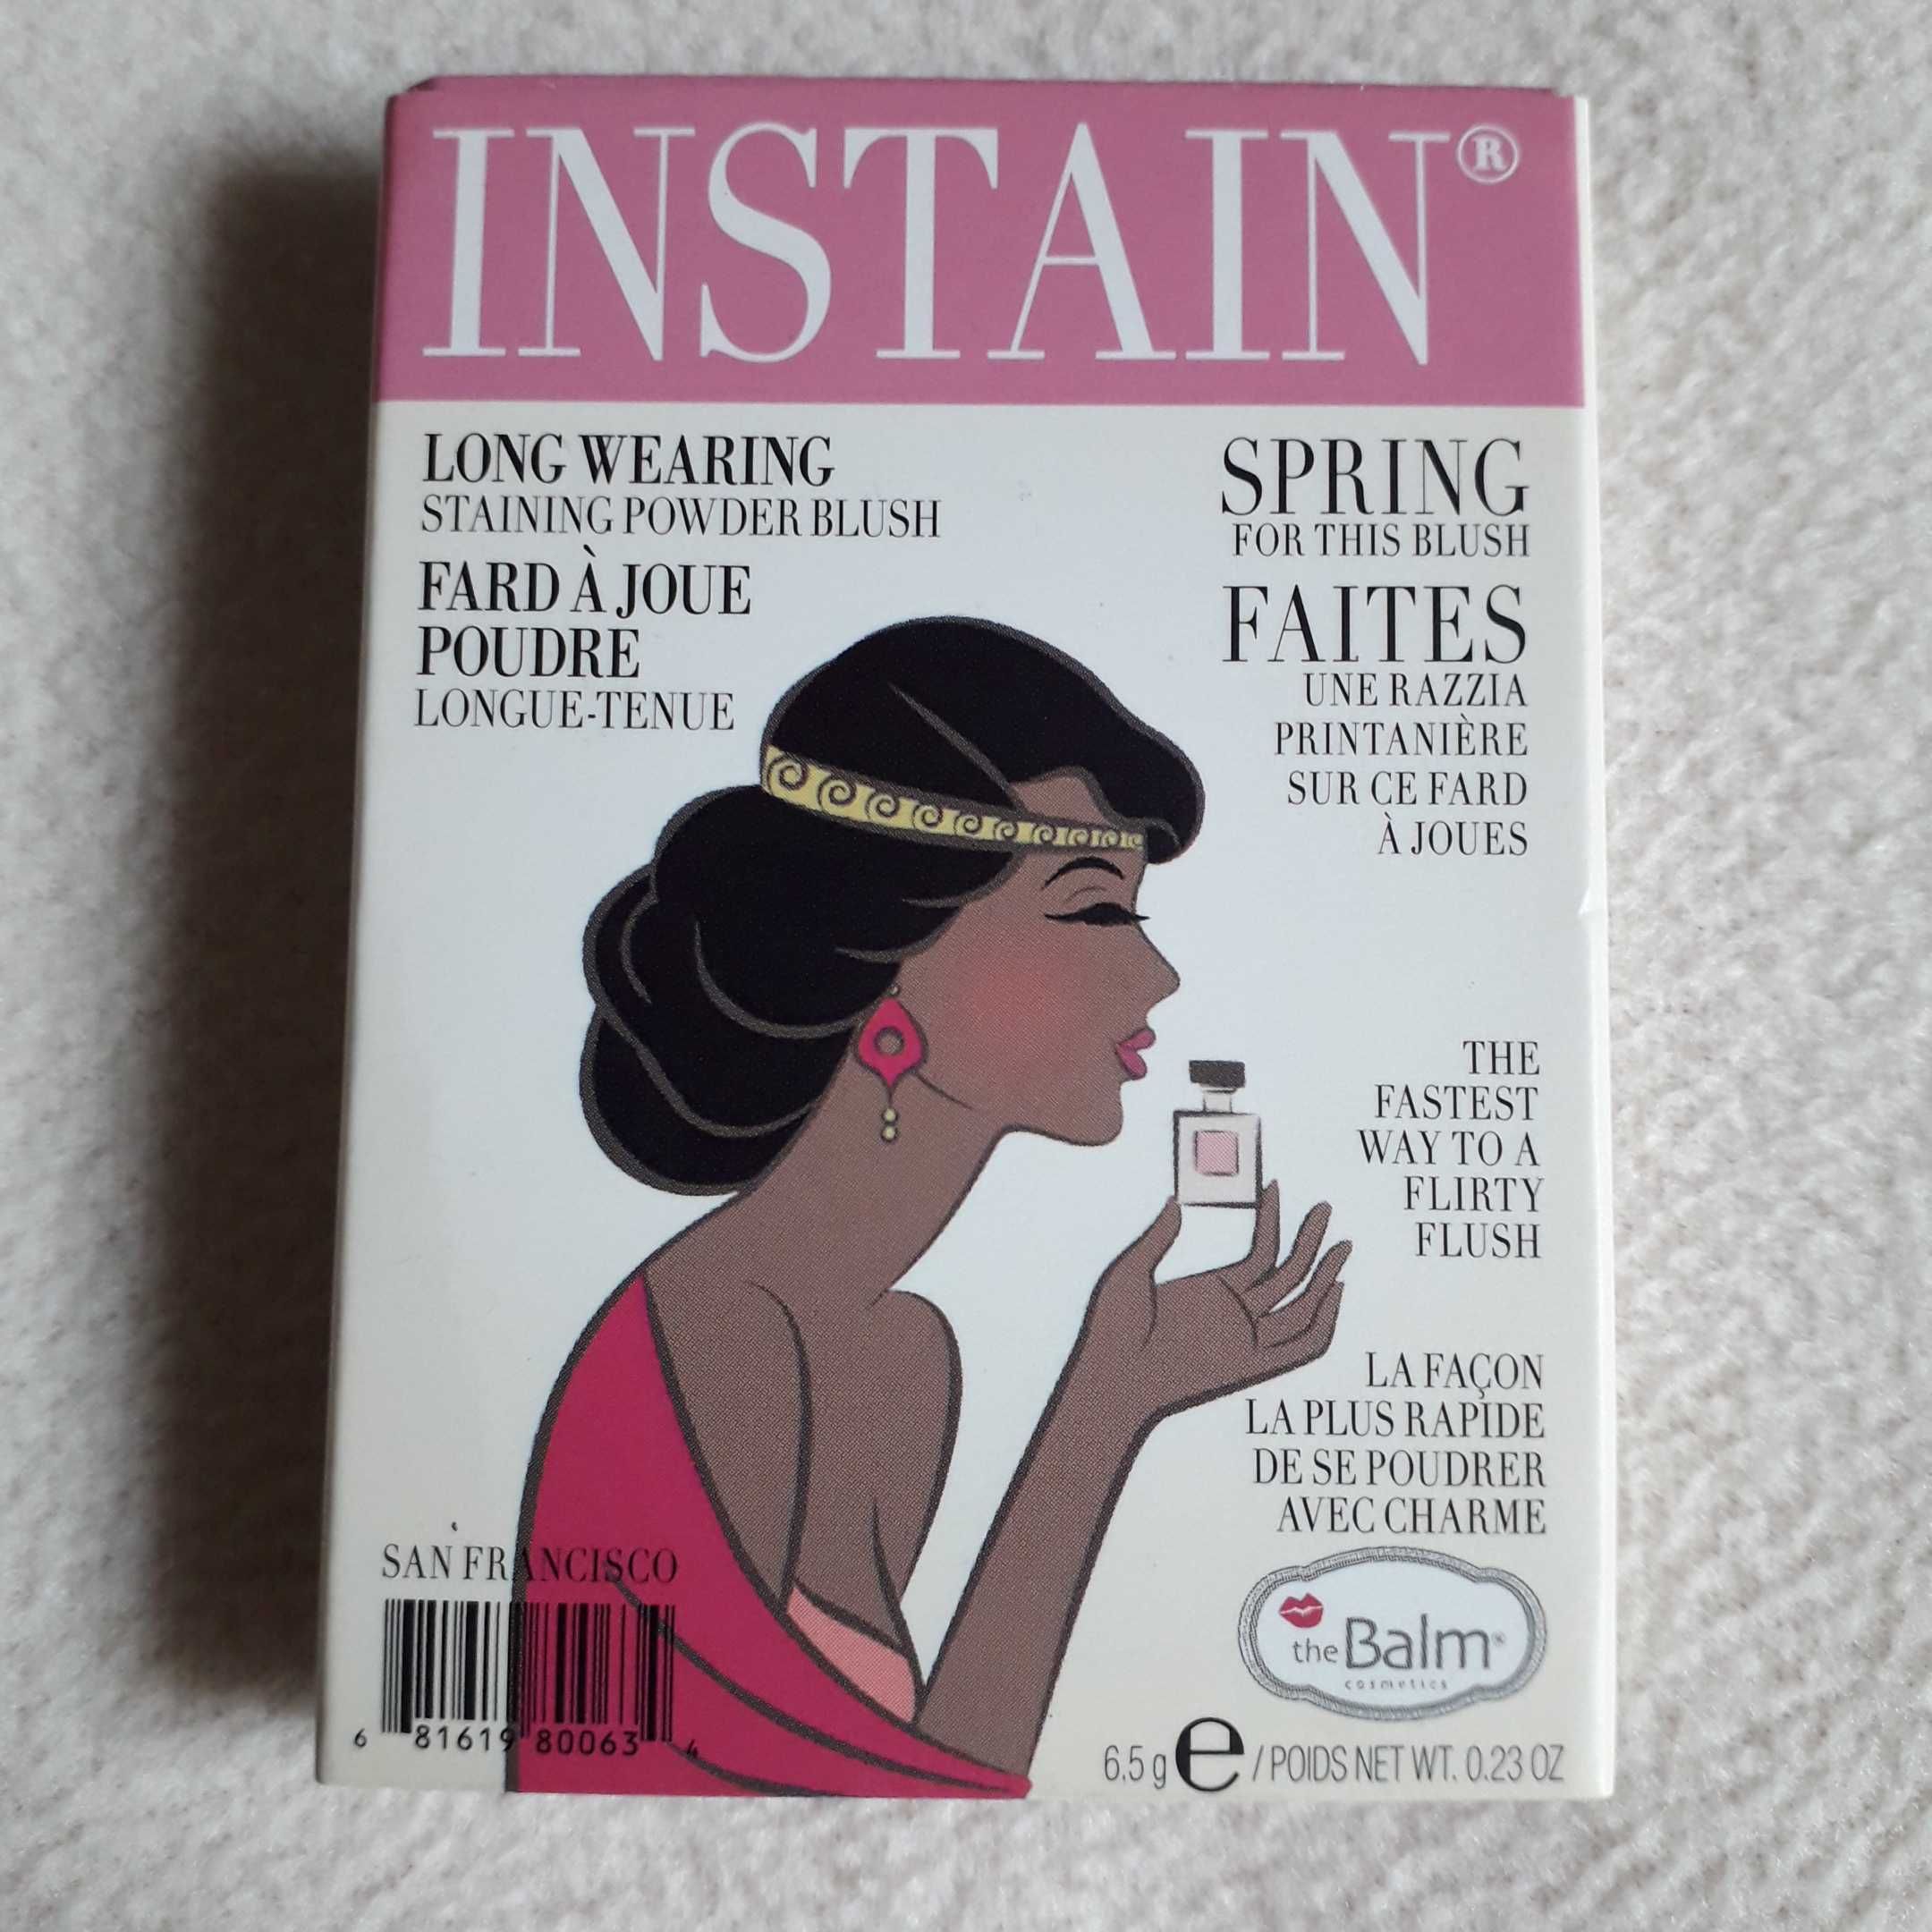 INSTAIN®
LONG WEARING
STAINING POWDER BLUSH
FARD À JOUE
POUDRE
LONGUE-TENUE
SPRING
FOR THIS BLUSH
FAITES
UNE RAZZIA
PRINTANIÈRE
SUR CE FARD
À JOUES
THE
FASTEST
WAY TO A
FLIRTY
FLUSH
LA FAÇON
LA PLUS RAPIDE
DE SE POUDRER
AVEC CHARME
SAN FRANCISCO
6 81619 80063 4
the Balm®
cosmetics
6.5 g e / POIDS NET WT. 0.23 OZ